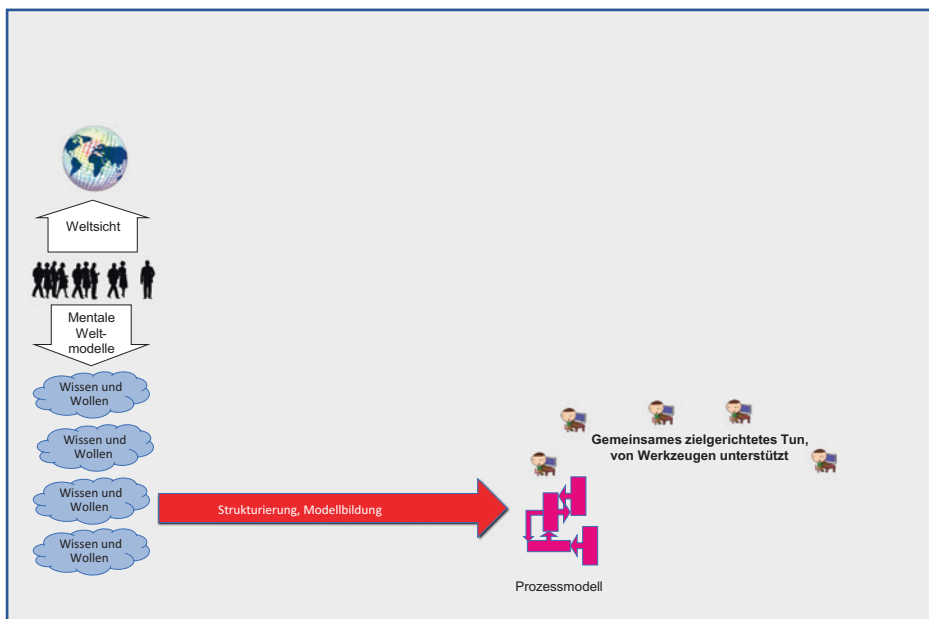 Weltsicht
Mentale
Welt-
modelle
Wissen und
Wollen
Wissen und
Wollen
Wissen und
Wollen
Wissen und
Wollen
Strukturierung, Modellbildung
Gemeinsames zielgerichtetes Tun,
von Werkzeugen unterstützt
Prozessmodell